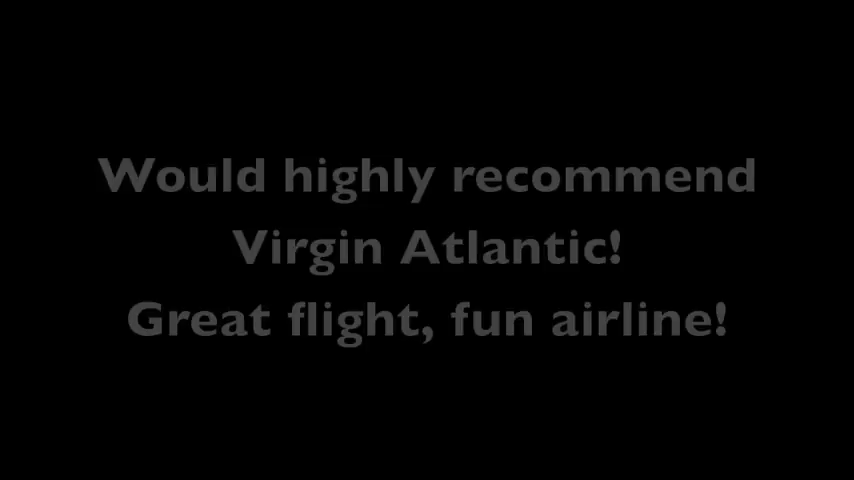 Would highly recommend
Virgin Atlantic!
Great flight, fun airline!